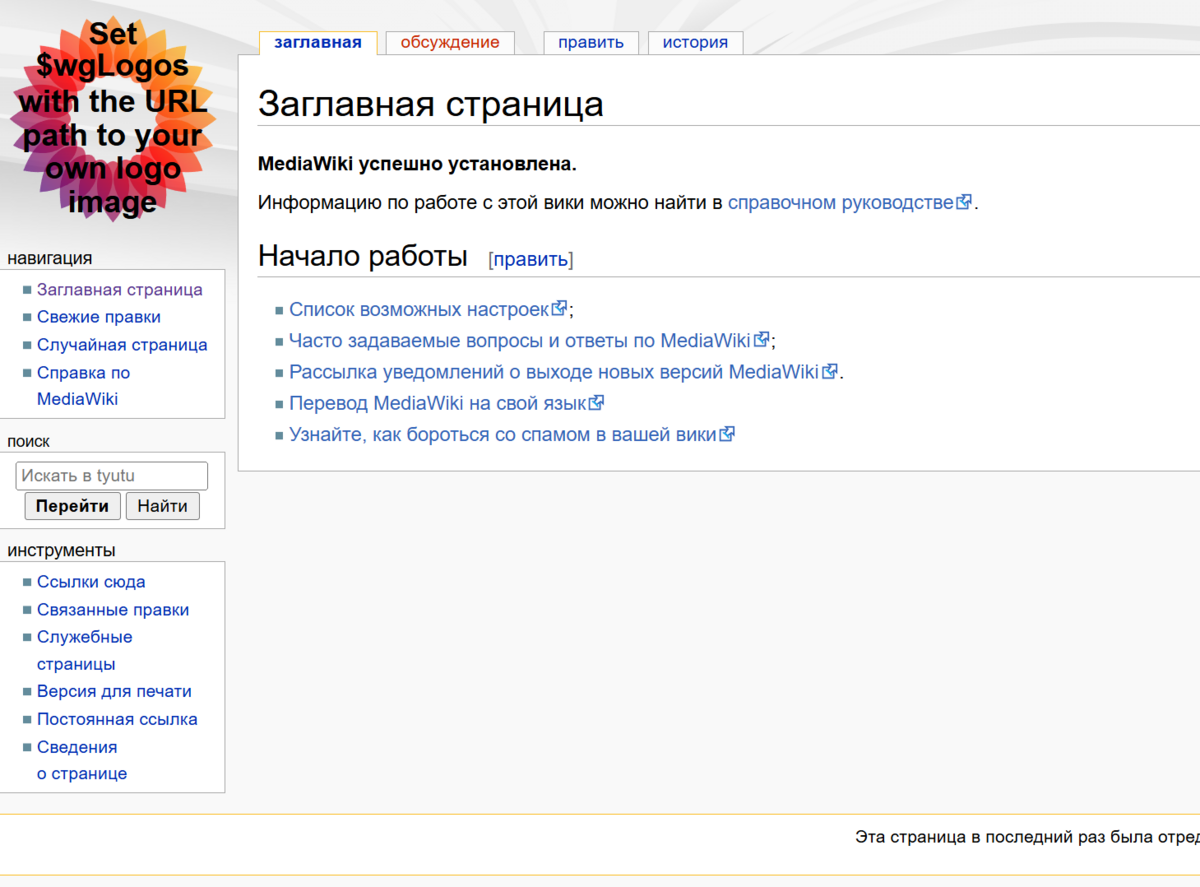 Set
$wgLogos
with the URL
path to your
own logo
image
заглавная обсуждение править история
Заглавная страница
MediaWiki успешно установлена.
Информацию по работе с этой вики можно найти в справочном руководстве.
Начало работы [править]
Список возможных настроек;
Часто задаваемые вопросы и ответы по MediaWiki;
Рассылка уведомлений о выходе новых версий MediaWiki.
Перевод MediaWiki на свой язык
Узнайте, как бороться со спамом в вашей вики
навигация
Заглавная страница
Свежие правки
Случайная страница
Справка по
MediaWiki
поиск
Искать в tyutu
Перейти Найти
инструменты
Ссылки сюда
Связанные правки
Служебные
страницы
Версия для печати
Постоянная ссылка
Сведения
о странице
Эта страница в последний раз была отред